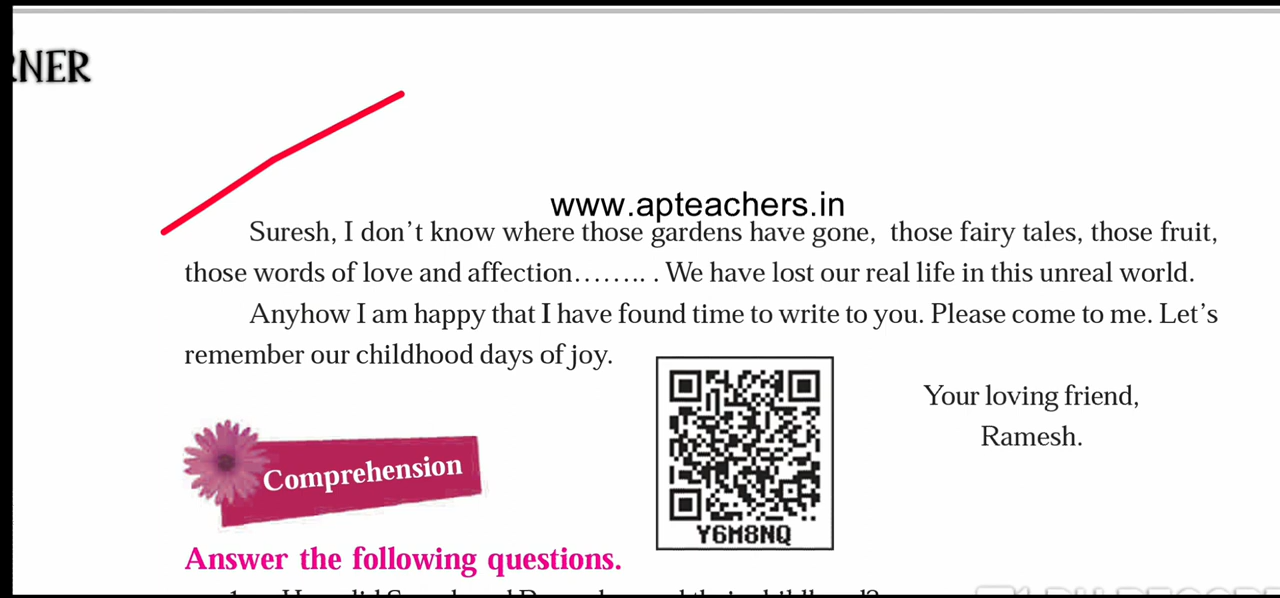 RNER
www.apteachers.in
Suresh, I don't know where those gardens have gone,  those fairy tales, those fruit,
those words of love and affection…….. . We have lost our real life in this unreal world.
Anyhow I am happy that I have found time to write to you. Please come to me. Let's
remember our childhood days of joy.
Your loving friend,
Ramesh.
Comprehension
Y6M8NQ
Answer the following questions.